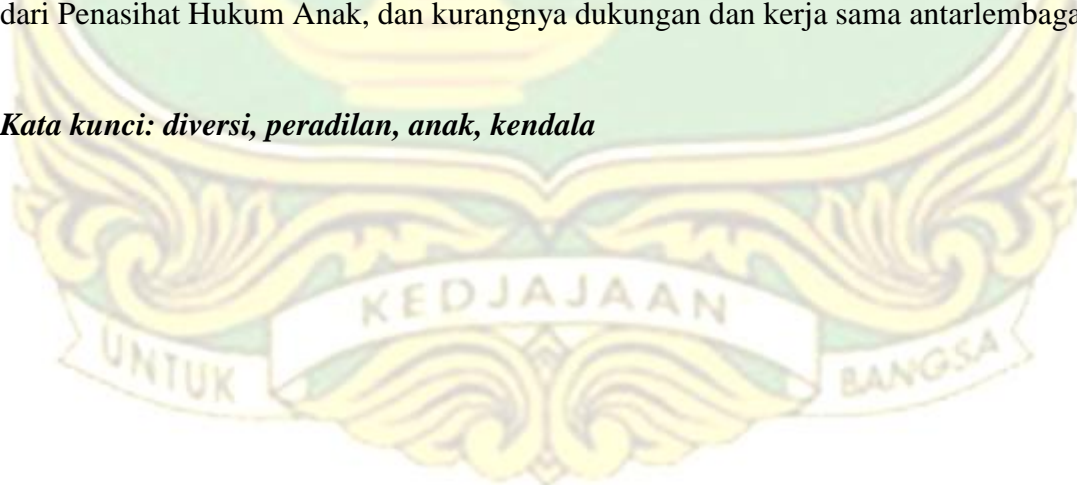 dari Penasihat Hukum Anak, dan kurangnya dukungan dan kerja sama antarlembaga
Kata kunci: diversi, peradilan, anak, kendala
UNTUK KEDJAJAAN BANGSA